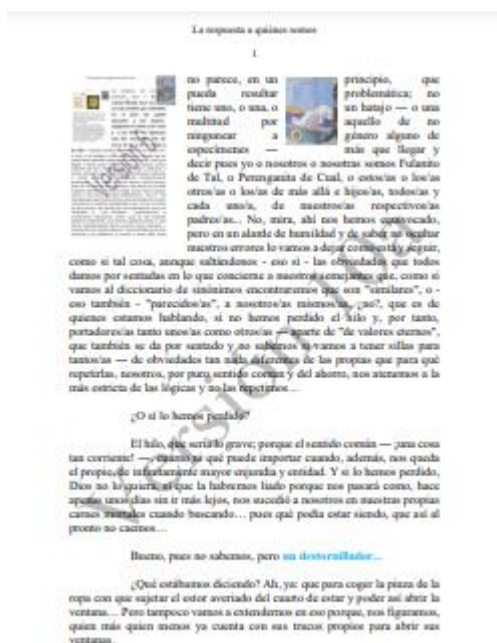 La respuesta a quiénes somos
1
no parece, en un principio, que
pueda resultar problemática; no
tiene uno, o una, o un hatajo — o una
multitud por aquello de no
ningunear a género alguno de
especímenes — más que llegar y
decir pues yo o nosotros o nosotras somos Fulanito
de Tal, o Perenganita de Cual, o estos/as o los/as
otros/as o los/as de más allá e hijos/as, todos/as y
cada uno/a, de nuestros/as respectivos/as
padres/as... No, mira, ahí nos hemos equivocado,
pero en un alarde de humildad y de saber no ocultar
nuestros errores lo vamos a dejar como está y seguir,
como si tal cosa, aunque saltiéndonos - eso sí - las obviedades que todos
damos por sentadas en lo que concierne a nuestros semejantes que, como si
vamos al diccionario de sinónimos encontraremos que son "similares", o -
eso también - "parecidos/as", a nosotros/as mismos/as, ¿no?, que es de
quienes estamos hablando, si no hemos perdido el hilo y, por tanto,
portadores/as tanto unos/as como otros/as — aparte de "de valores eternos",
que también se da por sentado y no sabemos si vamos a tener sillas para
tantos/as — de obviedades tan nada diferentes de las propias que para qué
repetirlas, nosotros, por puro sentido común y del ahorro, nos atenemos a la
más estricta de las lógicas y no las repetimos...
¿O sí lo hemos perdido?
El hilo, que sería lo grave; porque el sentido común — ¡una cosa
tan corriente! —, qué puede importar cuando, además, nos queda
el propio, de infinitamente mayor enjundia y entidad. Y si lo hemos perdido,
Dios no lo quiera, sí que la habremos liado porque nos pasará como, hace
apenas unos días sin ir más lejos, nos sucedió a nosotros en nuestras propias
carnes mortales cuando buscando… pues qué podía estar siendo, que así al
pronto no caemos…
Bueno, pues no sabemos, pero un destornillador...
¿Qué estábamos diciendo? Ah, ya: que para coger la pinza de la
ropa con que sujetar el estor averiado del cuarto de estar y poder así abrir la
ventana… Pero tampoco vamos a extendernos en eso porque, nos figuramos,
quien más quien menos ya cuenta con sus trucos propios para abrir sus
ventanas.